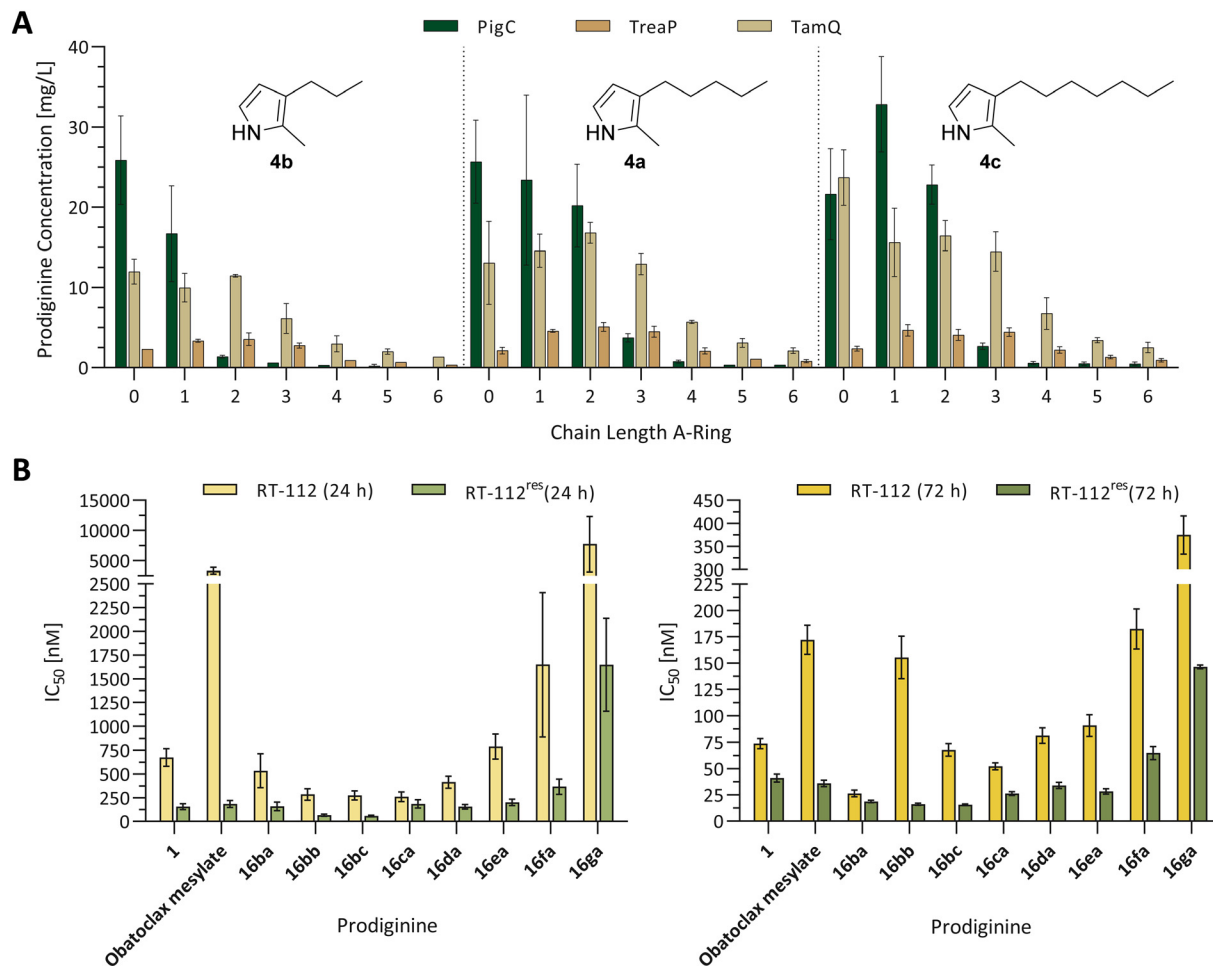 A
PigC TreaP TamQ
Prodiginine Concentration [mg/L]
40
30
20
10
0
HN
4b
HN
4a
HN
4c
0 1 2 3 4 5 6 0 1 2 3 4 5 6 0 1 2 3 4 5 6
Chain Length A-Ring
B
RT-112 (24 h) RT-112res(24 h)
IC50 [nM]
15000
10000
5000
2500
2250
2000
1750
1500
1250
1000
750
500
250
0
1 Obatoclax mesylate 16ba 16bb 16bc 16ca 16da 16ea 16fa 16ga
Prodiginine
RT-112 (72 h) RT-112res(72 h)
IC50 [nM]
450
400
350
300
225
200
175
150
125
100
75
50
25
0
1 Obatoclax mesylate 16ba 16bb 16bc 16ca 16da 16ea 16fa 16ga
Prodiginine